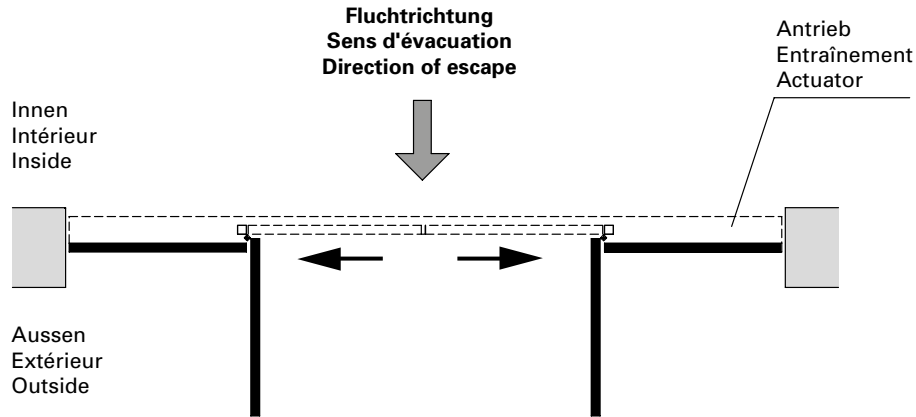 Fluchtrichtung
Sens d'évacuation
Direction of escape
Antrieb
Entraînement
Actuator
Innen
Intérieur
Inside
Aussen
Extérieur
Outside